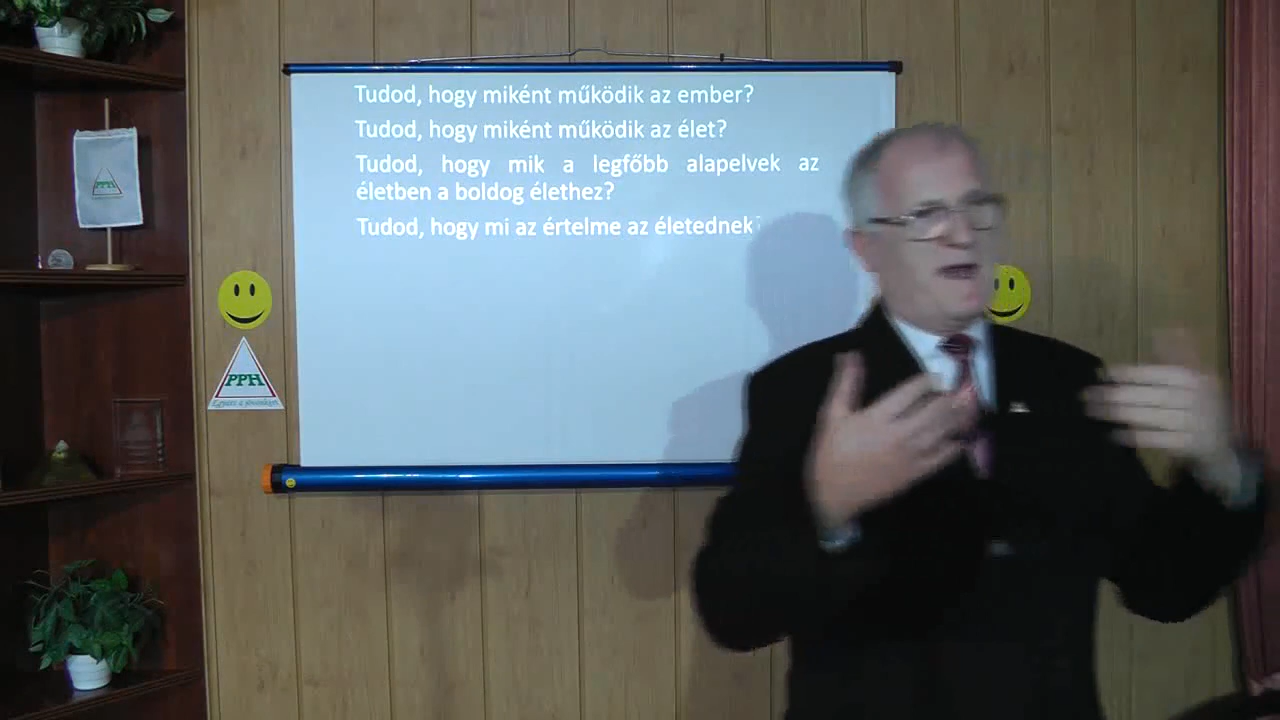 Tudod, hogy miként működik az ember?
Tudod, hogy miként működik az élet?
Tudod, hogy mik a legfőbb alapelvek az
életben a boldog élethez?
Tudod, hogy mi az értelme az életednek?
PPH
PPH